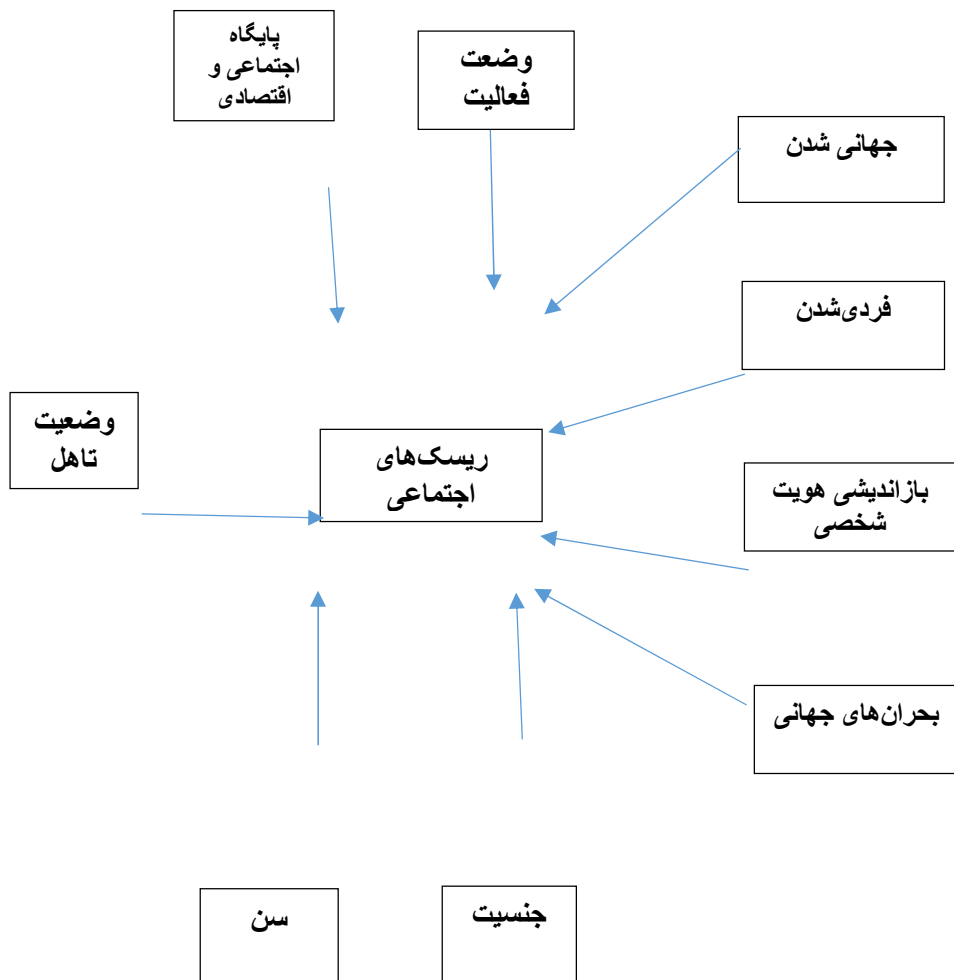 پایگاه
اجتماعی و
اقتصادی
وضعت
فعالیت
جهانی شدن
فردی‌شدن
وضعیت
تاهل
ریسک‌های
اجتماعی
بازاندیشی هویت
شخصی
بحران‌های جهانی
جنسیت
سن